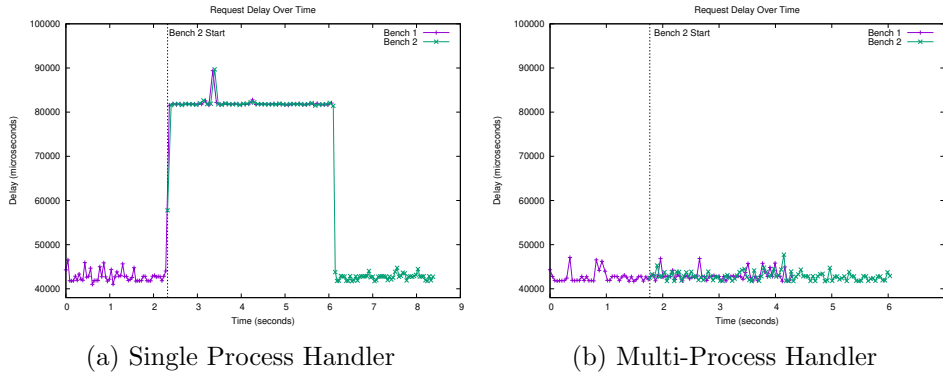 Request Delay Over Time
100000
90000
80000
70000
60000
50000
40000
Delay (microseconds)
Bench 2 Start
Bench 1
Bench 2
0 1 2 3 4 5 6 7 8 9
Time (seconds)
(a) Single Process Handler
Request Delay Over Time
100000
90000
80000
70000
60000
50000
40000
Delay (microseconds)
Bench 2 Start
Bench 1
Bench 2
0 1 2 3 4 5 6
Time (seconds)
(b) Multi-Process Handler